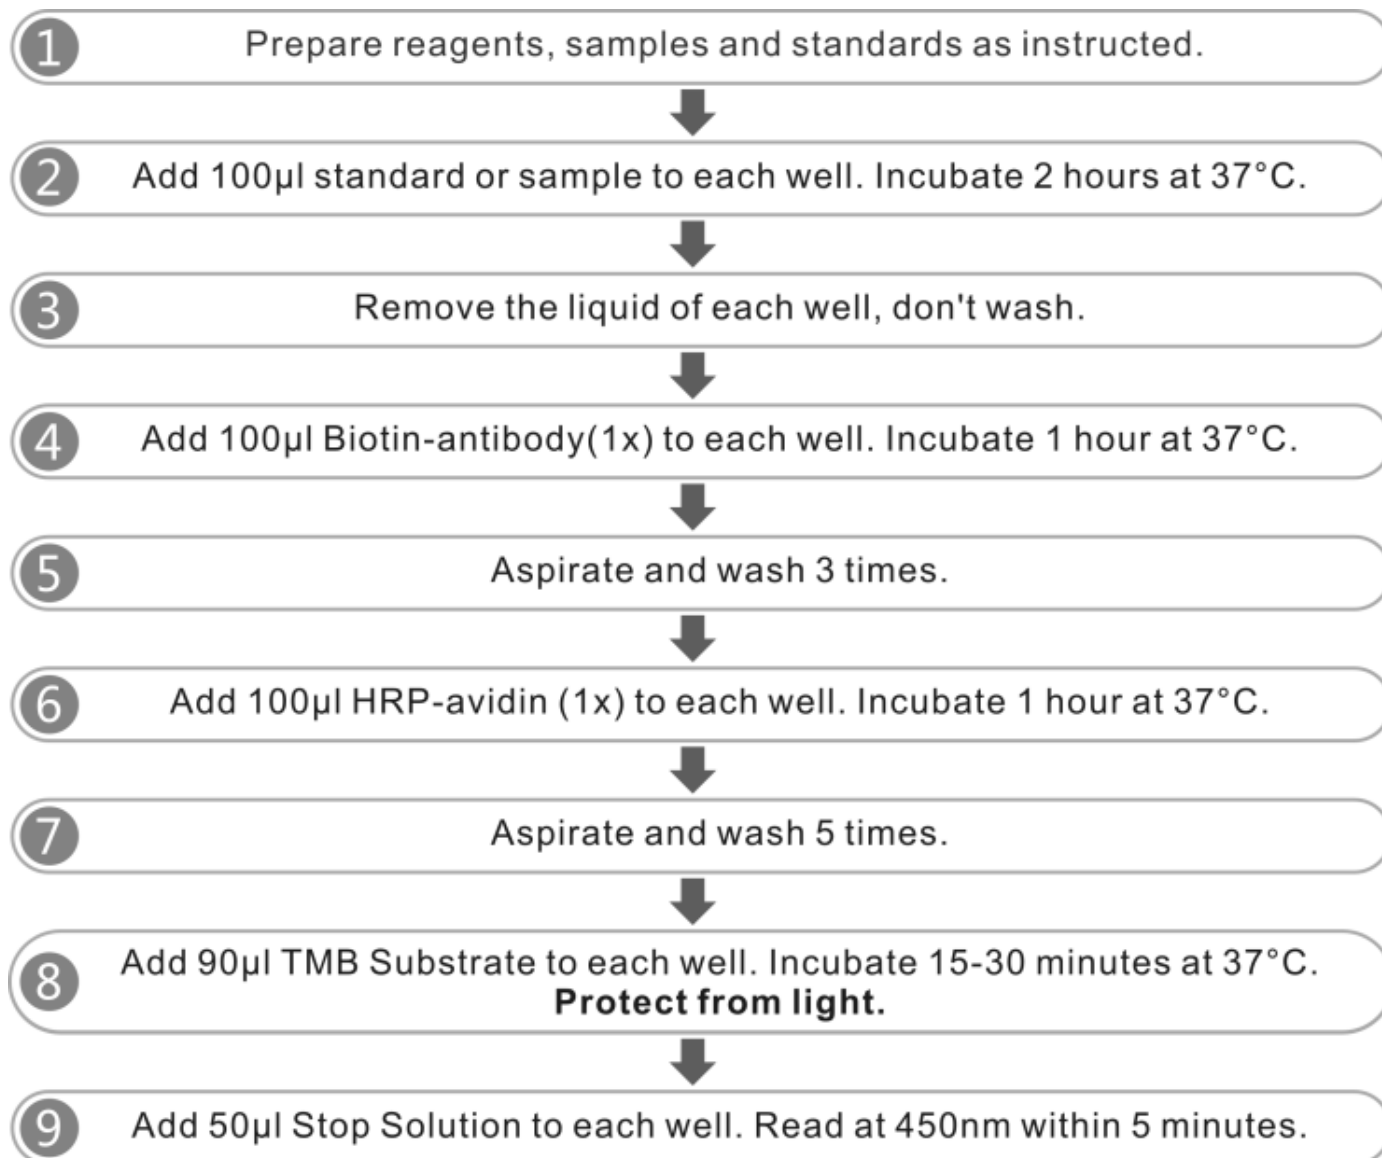 1 Prepare reagents, samples and standards as instructed.
2 Add 100µl standard or sample to each well. Incubate 2 hours at 37°C.
3 Remove the liquid of each well, don't wash.
4 Add 100µl Biotin-antibody(1x) to each well. Incubate 1 hour at 37°C.
5 Aspirate and wash 3 times.
6 Add 100µl HRP-avidin (1x) to each well. Incubate 1 hour at 37°C.
7 Aspirate and wash 5 times.
8 Add 90µl TMB Substrate to each well. Incubate 15-30 minutes at 37°C.
Protect from light.
9 Add 50µl Stop Solution to each well. Read at 450nm within 5 minutes.